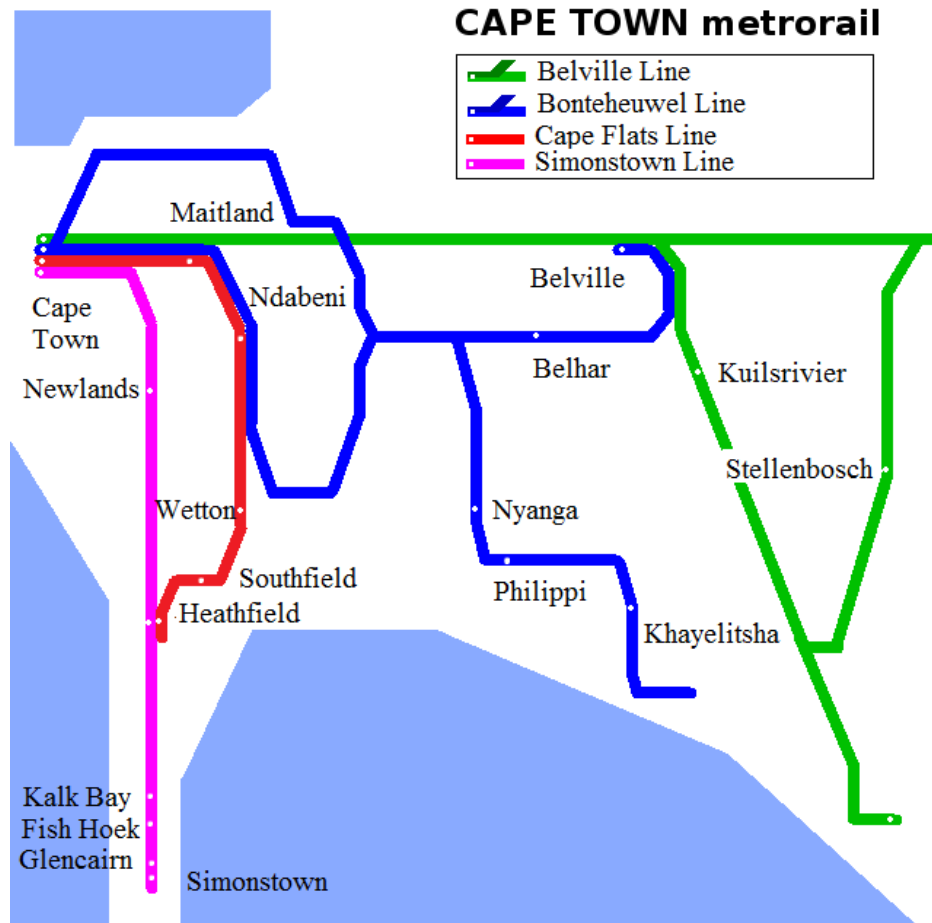 CAPE TOWN metrorail
Belville Line
Bonteheuwel Line
Cape Flats Line
Simonstown Line
Maitland
Belville
Ndabeni
Cape
Town
Belhar
Kuilsrivier
Newlands
Stellenbosch
Wetton
Nyanga
Southfield
Philippi
Heathfield
Khayelitsha
Kalk Bay
Fish Hoek
Glencairn
Simonstown